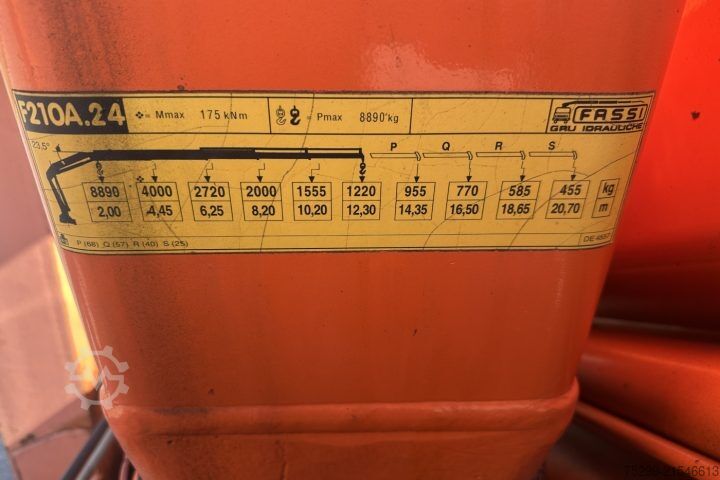 F210A.24
Mmax 175 kNm
= Pmax 8890 kg
FASSI
GRU IDRAULICHE
23,5°
P Q R S
8890 4000 2720 2000 1555 1220 955 770 585 455 kg
2,00 4,45 6,25 8,20 10,20 12,30 14,35 16,50 18,65 20,70 m
P (68) Q (57) R (40) S (25)